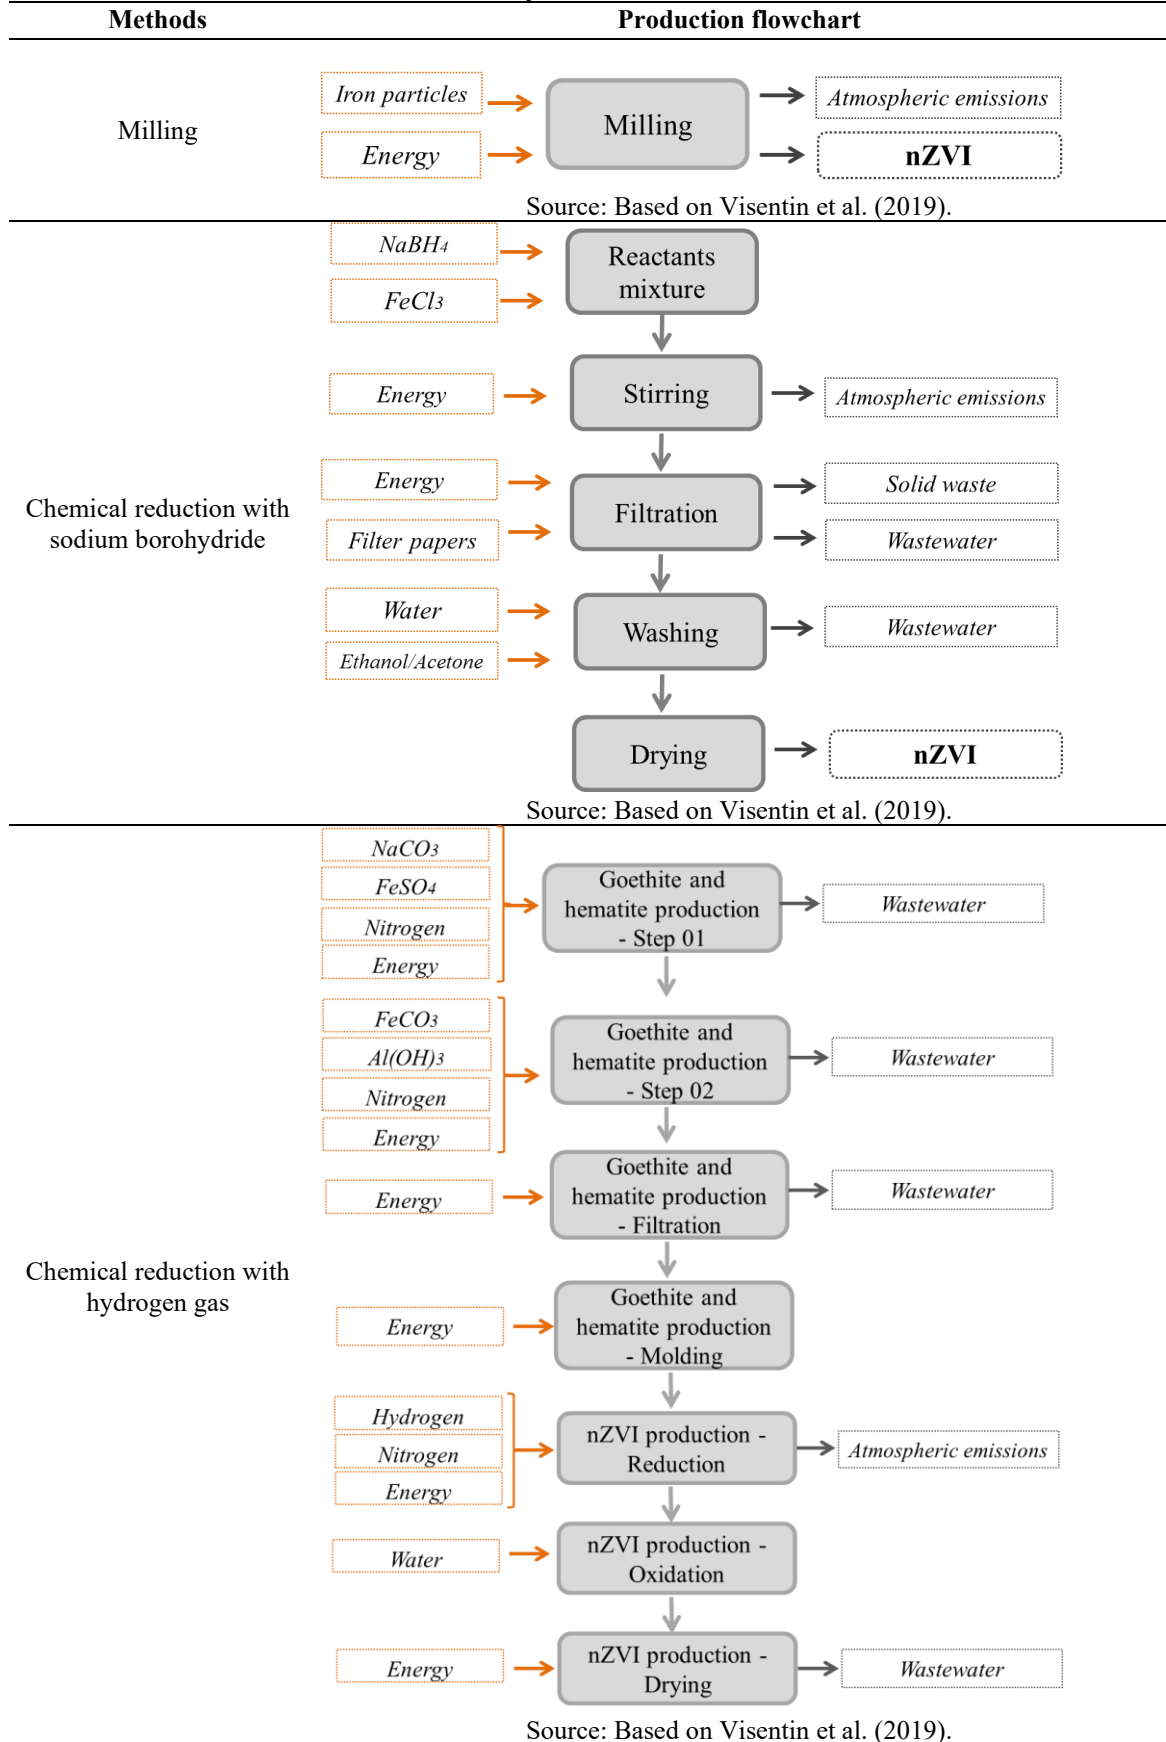 Methods
Production flowchart
Milling
Iron particles
Energy
Milling
Atmospheric emissions
nZVI
Source: Based on Visentin et al. (2019).
Chemical reduction with
sodium borohydride
NaBH4
FeCl3
Reactants
mixture
Energy
Stirring
Atmospheric emissions
Energy
Filter papers
Filtration
Solid waste
Wastewater
Water
Ethanol/Acetone
Washing
Wastewater
Drying
nZVI
Source: Based on Visentin et al. (2019).
Chemical reduction with
hydrogen gas
NaCO3
FeSO4
Nitrogen
Energy
Goethite and
hematite production
- Step 01
Wastewater
FeCO3
Al(OH)3
Nitrogen
Energy
Goethite and
hematite production
- Step 02
Wastewater
Energy
Goethite and
hematite production
- Filtration
Wastewater
Energy
Goethite and
hematite production
- Molding
Hydrogen
Nitrogen
Energy
nZVI production -
Reduction
Atmospheric emissions
Water
nZVI production -
Oxidation
Energy
nZVI production -
Drying
Wastewater
Source: Based on Visentin et al. (2019).